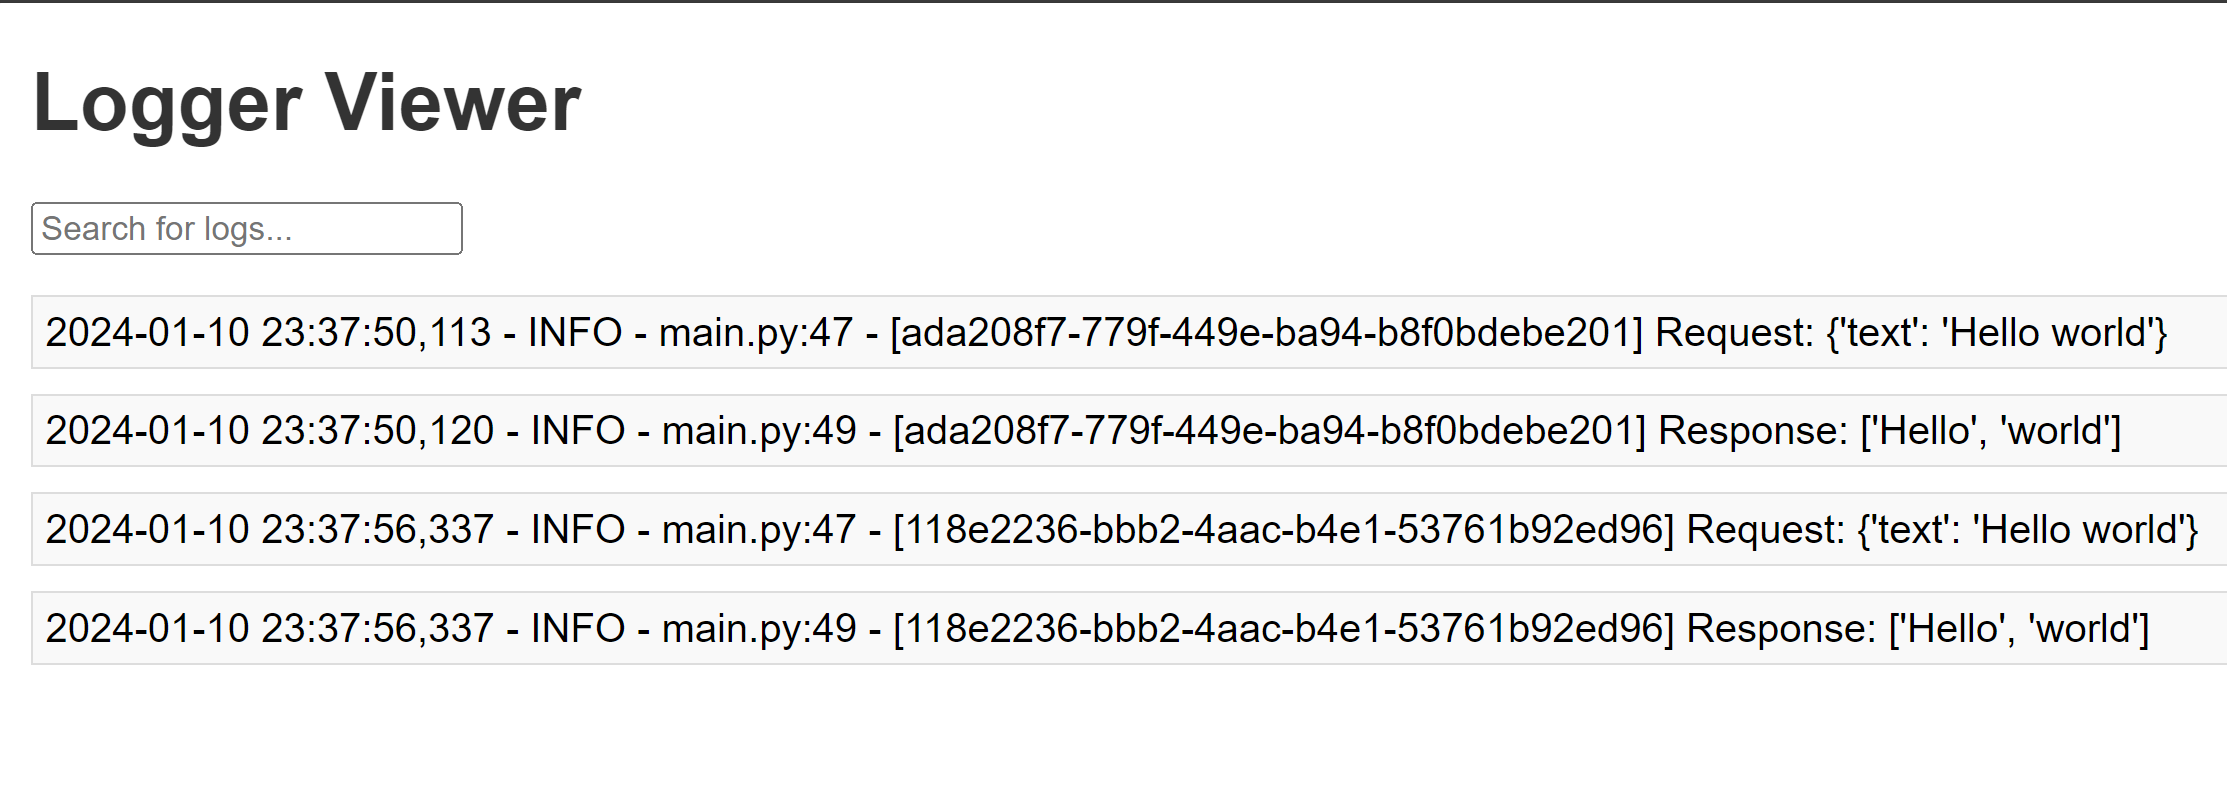 Logger Viewer
Search for logs...
2024-01-10 23:37:50,113 - INFO - main.py:47 - [ada208f7-779f-449e-ba94-b8f0bdebe201] Request: {'text': 'Hello world'}
2024-01-10 23:37:50,120 - INFO - main.py:49 - [ada208f7-779f-449e-ba94-b8f0bdebe201] Response: ['Hello', 'world']
2024-01-10 23:37:56,337 - INFO - main.py:47 - [118e2236-bbb2-4aac-b4e1-53761b92ed96] Request: {'text': 'Hello world'}
2024-01-10 23:37:56,337 - INFO - main.py:49 - [118e2236-bbb2-4aac-b4e1-53761b92ed96] Response: ['Hello', 'world']